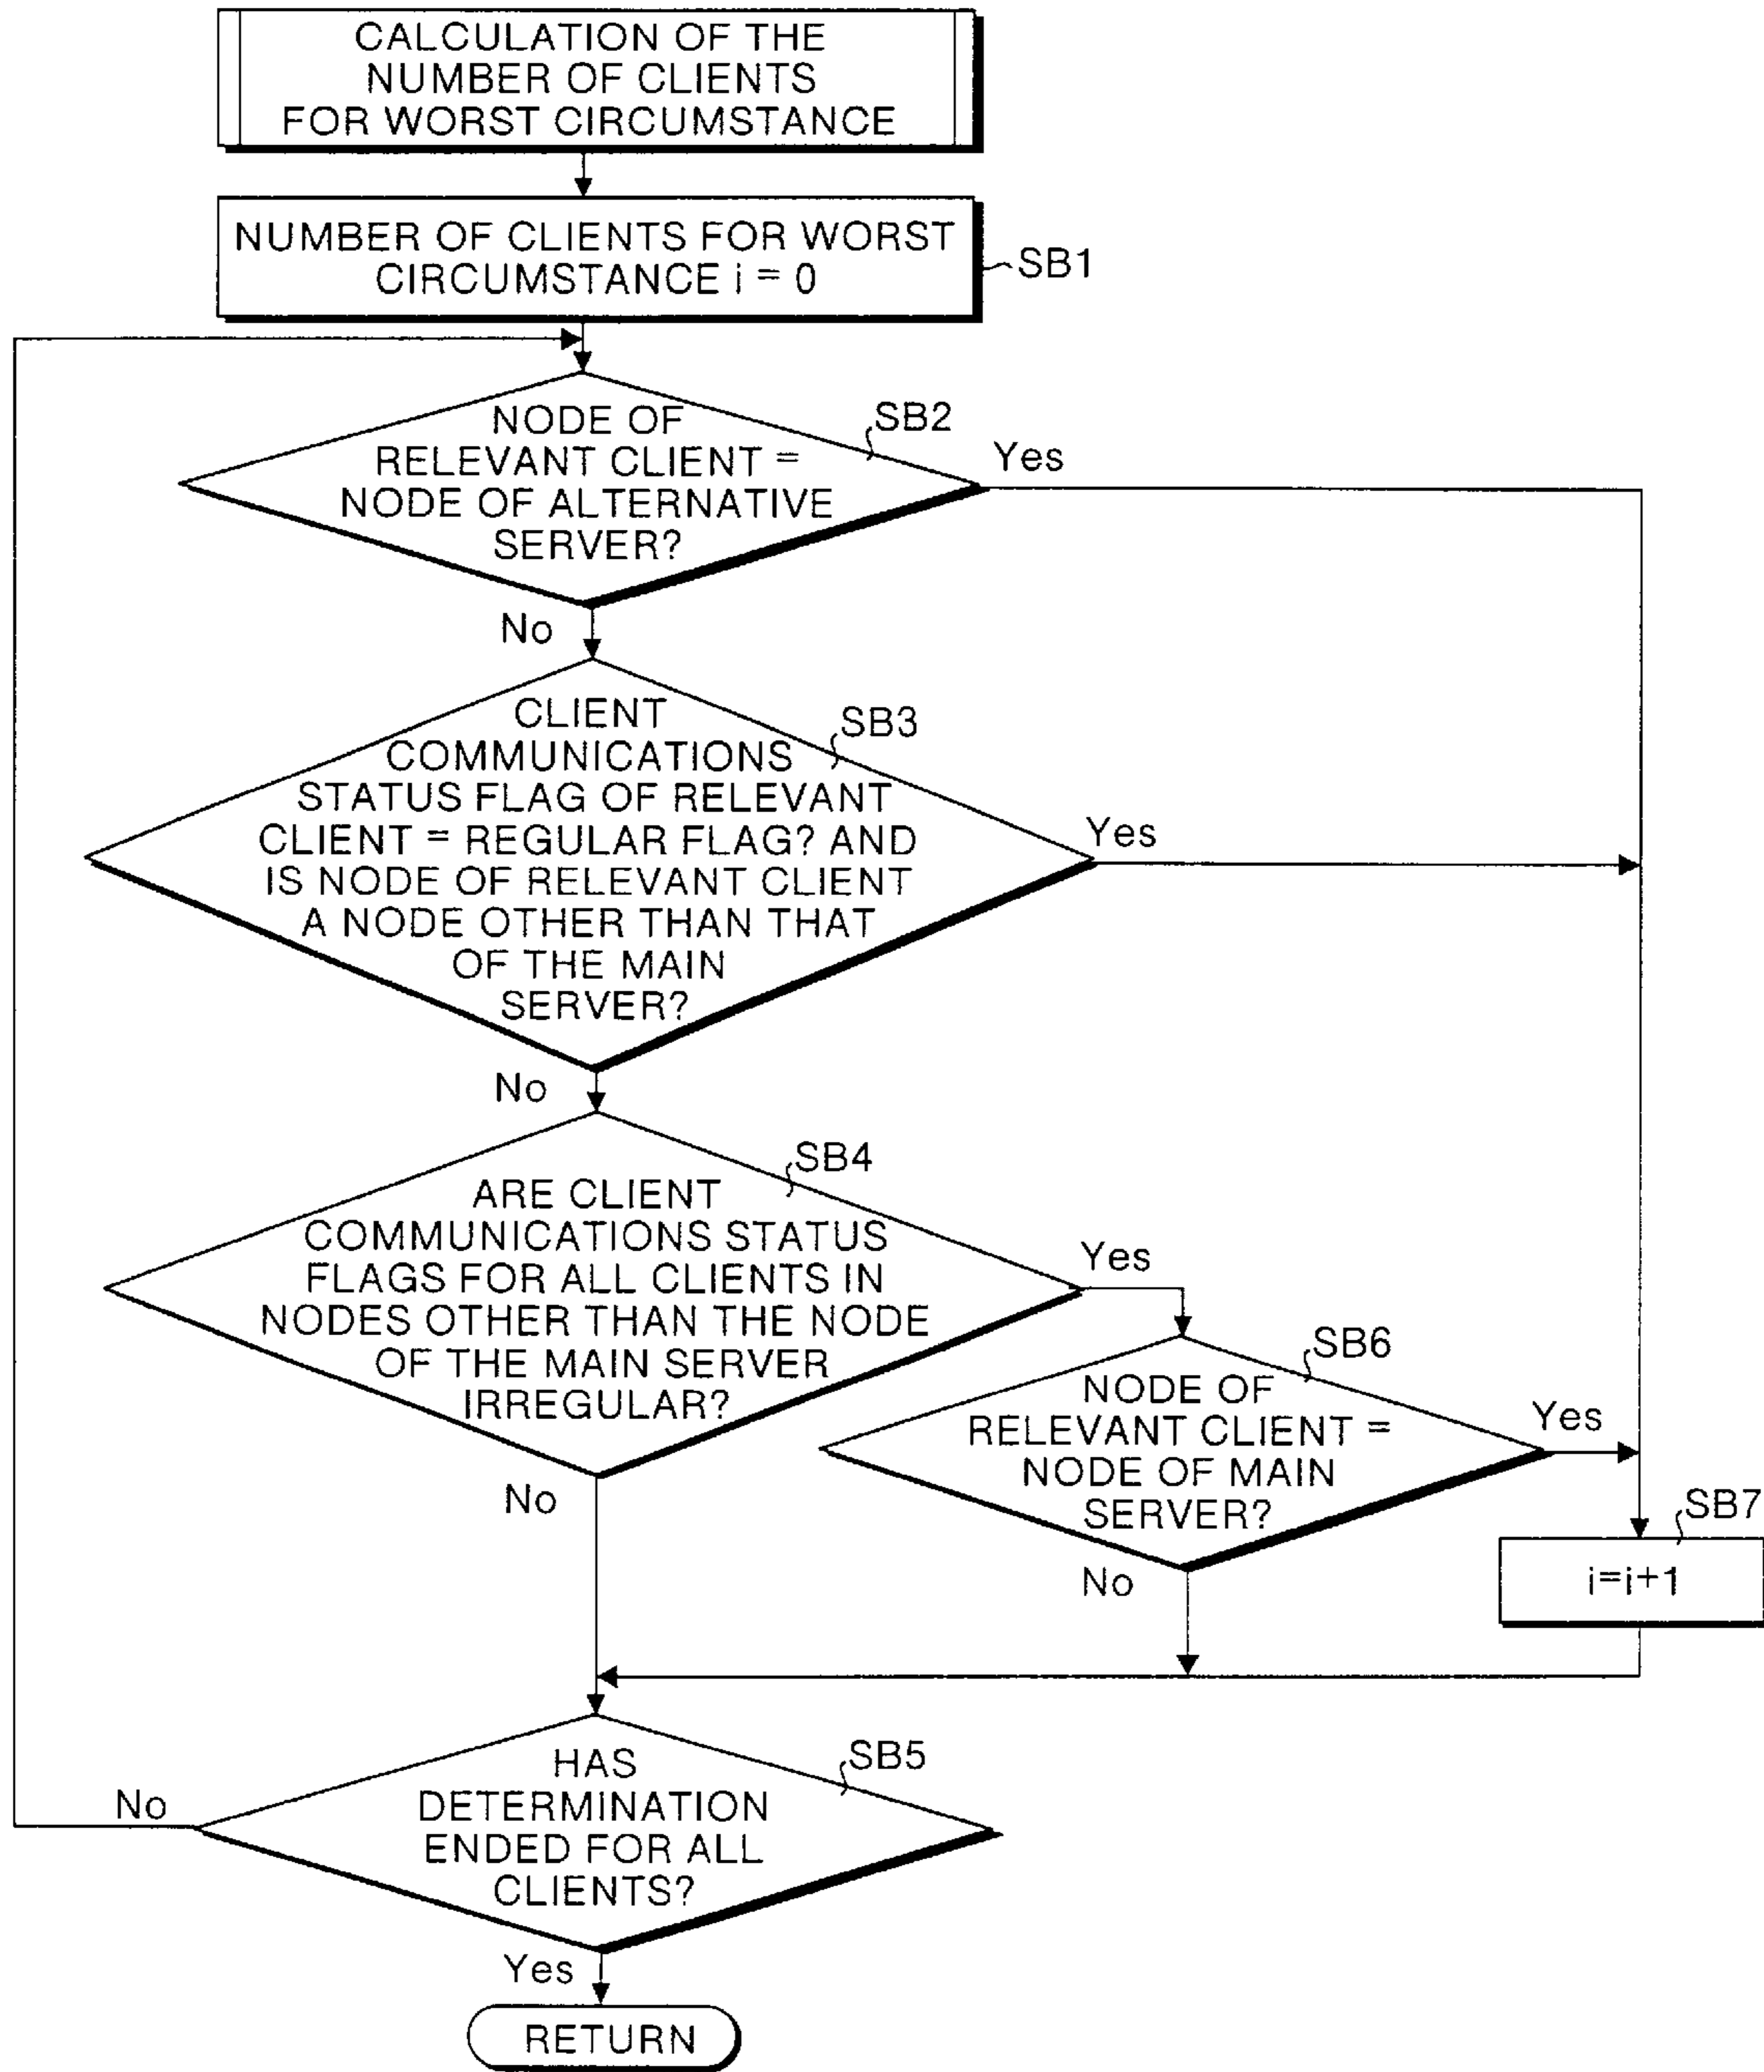 CALCULATION OF THE
NUMBER OF CLIENTS
FOR WORST CIRCUMSTANCE
NUMBER OF CLIENTS FOR WORST
CIRCUMSTANCE i = 0
SB1
NODE OF
RELEVANT CLIENT =
NODE OF ALTERNATIVE
SERVER?
SB2
Yes
No
CLIENT
COMMUNICATIONS
STATUS FLAG OF RELEVANT
CLIENT = REGULAR FLAG? AND
IS NODE OF RELEVANT CLIENT
A NODE OTHER THAN THAT
OF THE MAIN
SERVER?
SB3
Yes
No
ARE CLIENT
COMMUNICATIONS STATUS
FLAGS FOR ALL CLIENTS IN
NODES OTHER THAN THE NODE
OF THE MAIN SERVER
IRREGULAR?
SB4
Yes
No
NODE OF
RELEVANT CLIENT =
NODE OF MAIN
SERVER?
SB6
Yes
No
SB7
i=i+1
HAS
DETERMINATION
ENDED FOR ALL
CLIENTS?
SB5
No
Yes
RETURN